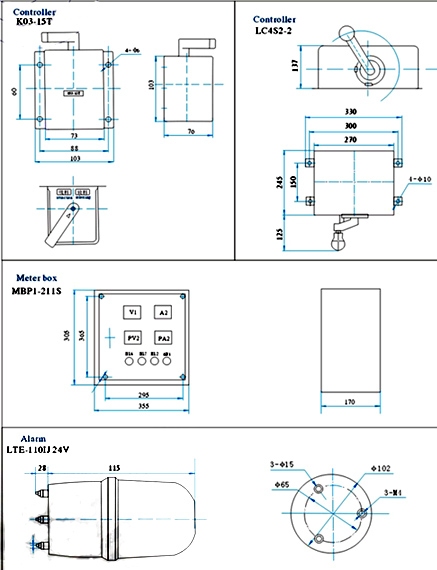 Controller
K03-15T
4-Φ6
60
73
88
103
103
70
Controller
LC4S2-2
137
330
300
270
245
150
125
4-Φ10
Meter box
MBP1-211S
305
365
V1
A2
PV2
PA2
295
355
170
Alarm
LTE-110IJ 24V
28
115
3-Φ15
Φ102
Φ65
3-M4